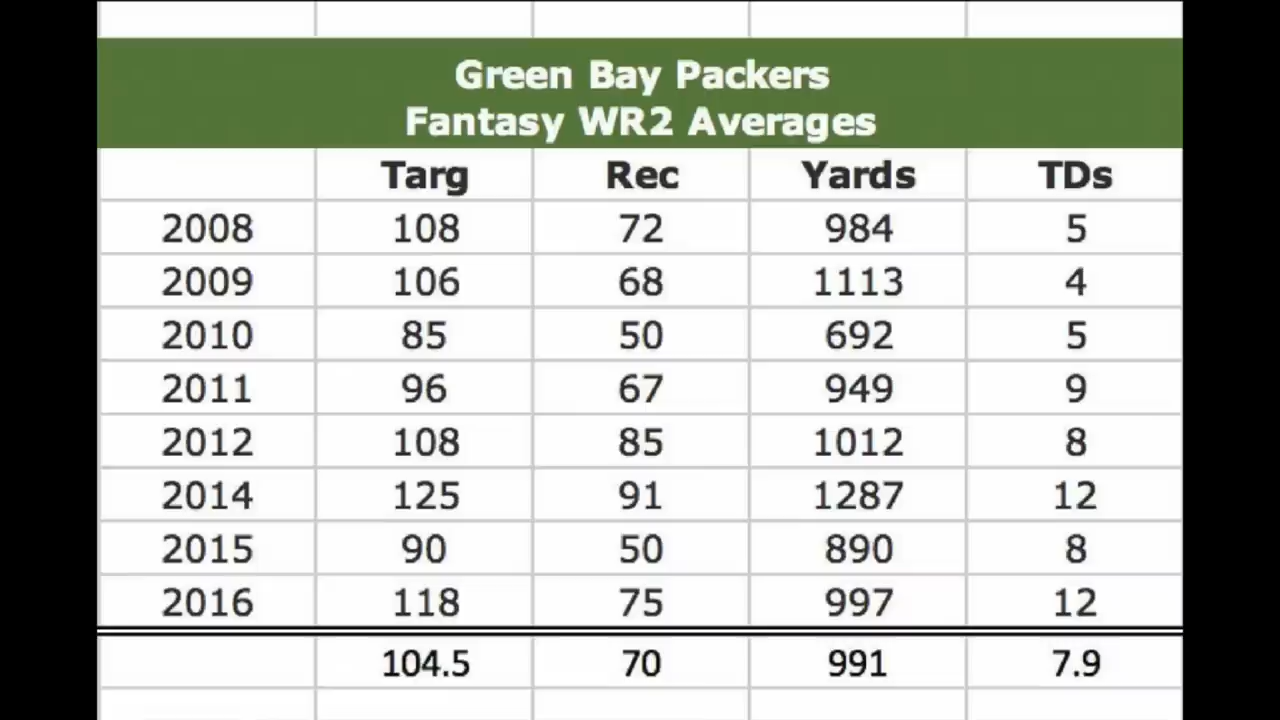 Green Bay Packers
Fantasy WR2 Averages
Targ Rec Yards TDs
2008 108 72 984 5
2009 106 68 1113 4
2010 85 50 692 5
2011 96 67 949 9
2012 108 85 1012 8
2014 125 91 1287 12
2015 90 50 890 8
2016 118 75 997 12
104.5 70 991 7.9